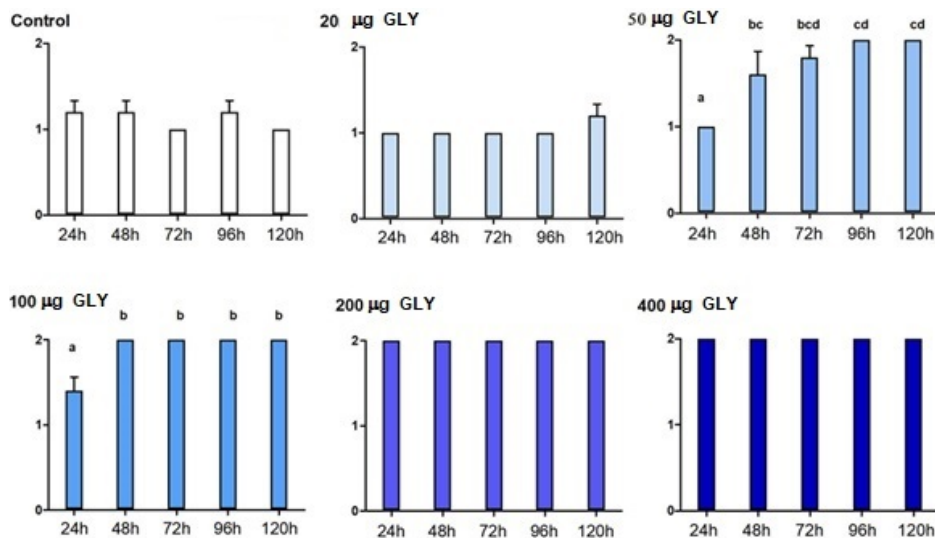 Control
2
1
0
24h 48h 72h 96h 120h
20 µg GLY
2
1
0
24h 48h 72h 96h 120h
50 µg GLY
bc bcd cd cd
2
a
1
0
24h 48h 72h 96h 120h
100 µg GLY
b b b b
2
a
1
0
24h 48h 72h 96h 120h
200 µg GLY
2
1
0
24h 48h 72h 96h 120h
400 µg GLY
2
1
0
24h 48h 72h 96h 120h